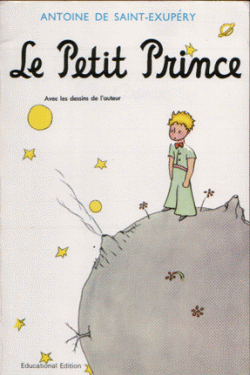 ANTOINE DE SAINT-EXUPÉRY
Le Petit Prince
Avec les dessins de l'auteur
Educational Edition